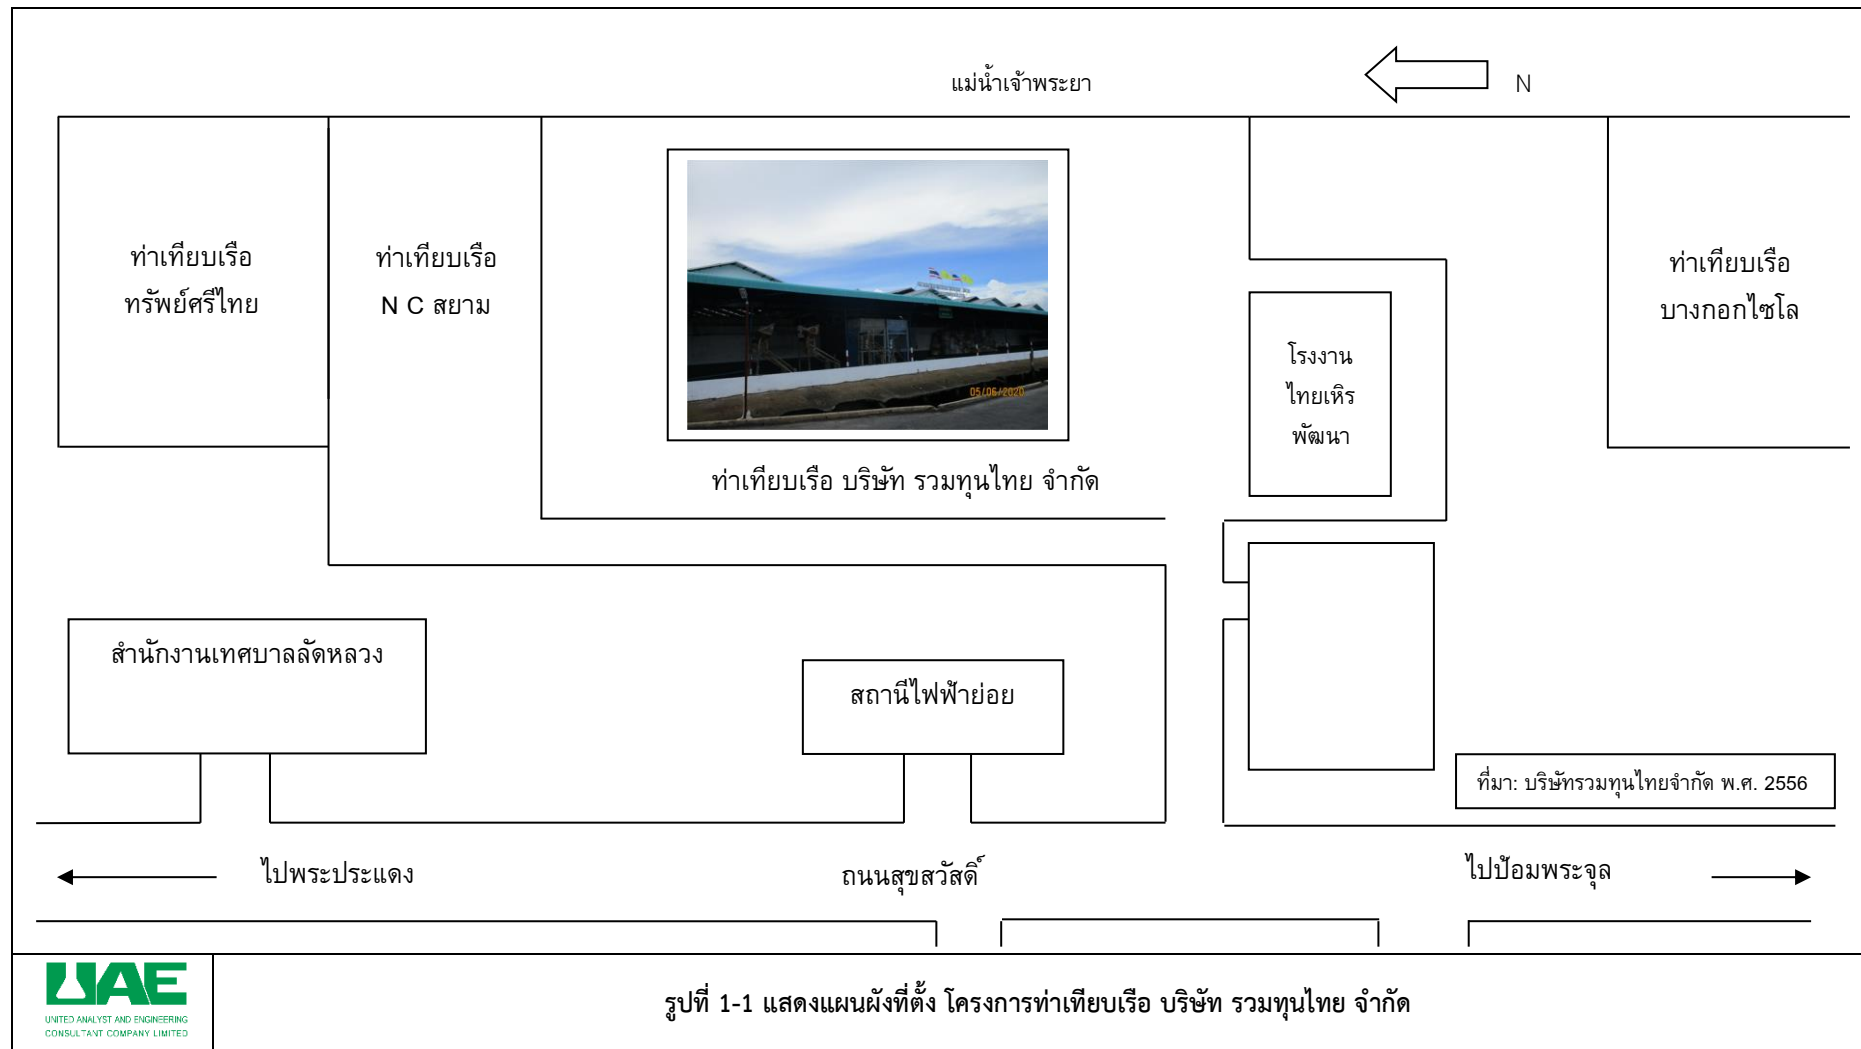 แม่น้ำเจ้าพระยา
N
ท่าเทียบเรือ
ทรัพย์ศรีไทย
ท่าเทียบเรือ
N C สยาม
05/06/2020
ท่าเทียบเรือ บริษัท รวมทุนไทย จำกัด
โรงงาน
ไทยเหิร
พัฒนา
ท่าเทียบเรือ
บางกอกไซโล
สำนักงานเทศบาลลัดหลวง
สถานีไฟฟ้าย่อย
ที่มา: บริษัทรวมทุนไทยจำกัด พ.ศ. 2556
ไปพระประแดง
ถนนสุขสวัสดิ์
ไปป้อมพระจุล
UAE
UNITED ANALYST AND ENGINEERING
CONSULTANT COMPANY LIMITED
รูปที่ 1-1 แสดงแผนผังที่ตั้ง โครงการท่าเทียบเรือ บริษัท รวมทุนไทย จำกัด